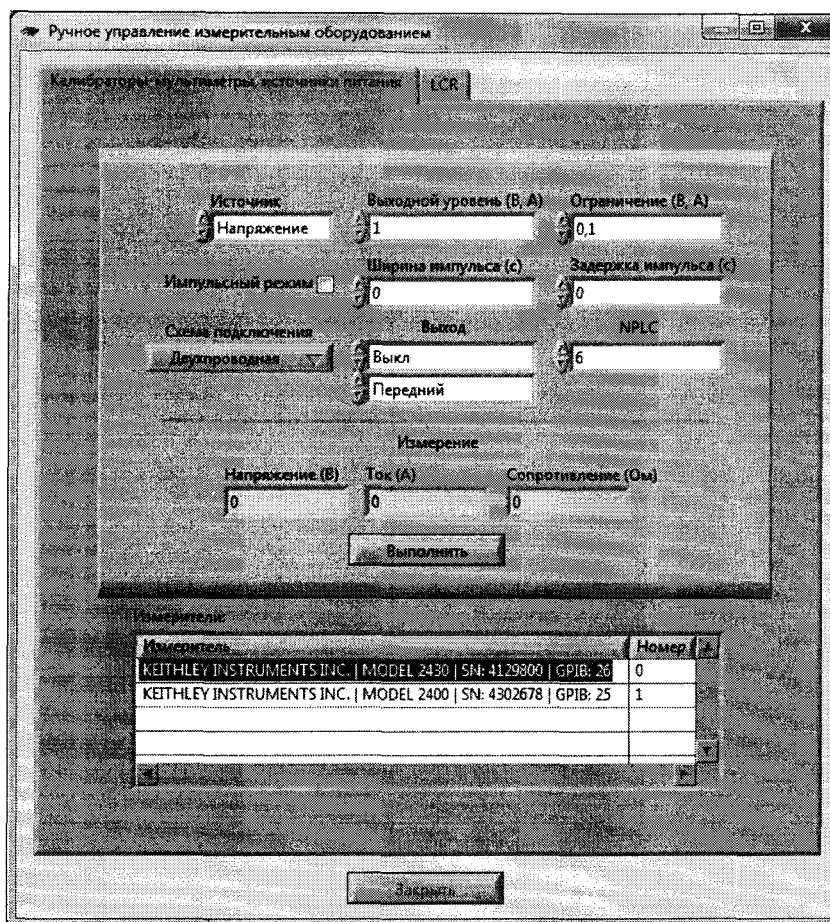 Ручное управление измерительным оборудованием
Калибраторы, мультиметры, источники питания LCR
Источник Выходной уровень (В, А) Ограничение (В, А)
Напряжение 1 0,1
Импульсный режим Ширина импульса (с) Задержка импульса (с)
0 0
Схема подключения Выход NPLC
Двухпроводная Выкл 6
Передний
Измерение
Напряжение (В) Ток (А) Сопротивление (Ом)
0 0 0
Выполнить
Измерители:
Измеритель Номер
KEITHLEY INSTRUMENTS INC. | MODEL 2430 | SN: 4129800 | GPIB: 26 0
KEITHLEY INSTRUMENTS INC. | MODEL 2400 | SN: 4302678 | GPIB: 25 1
Закрыть